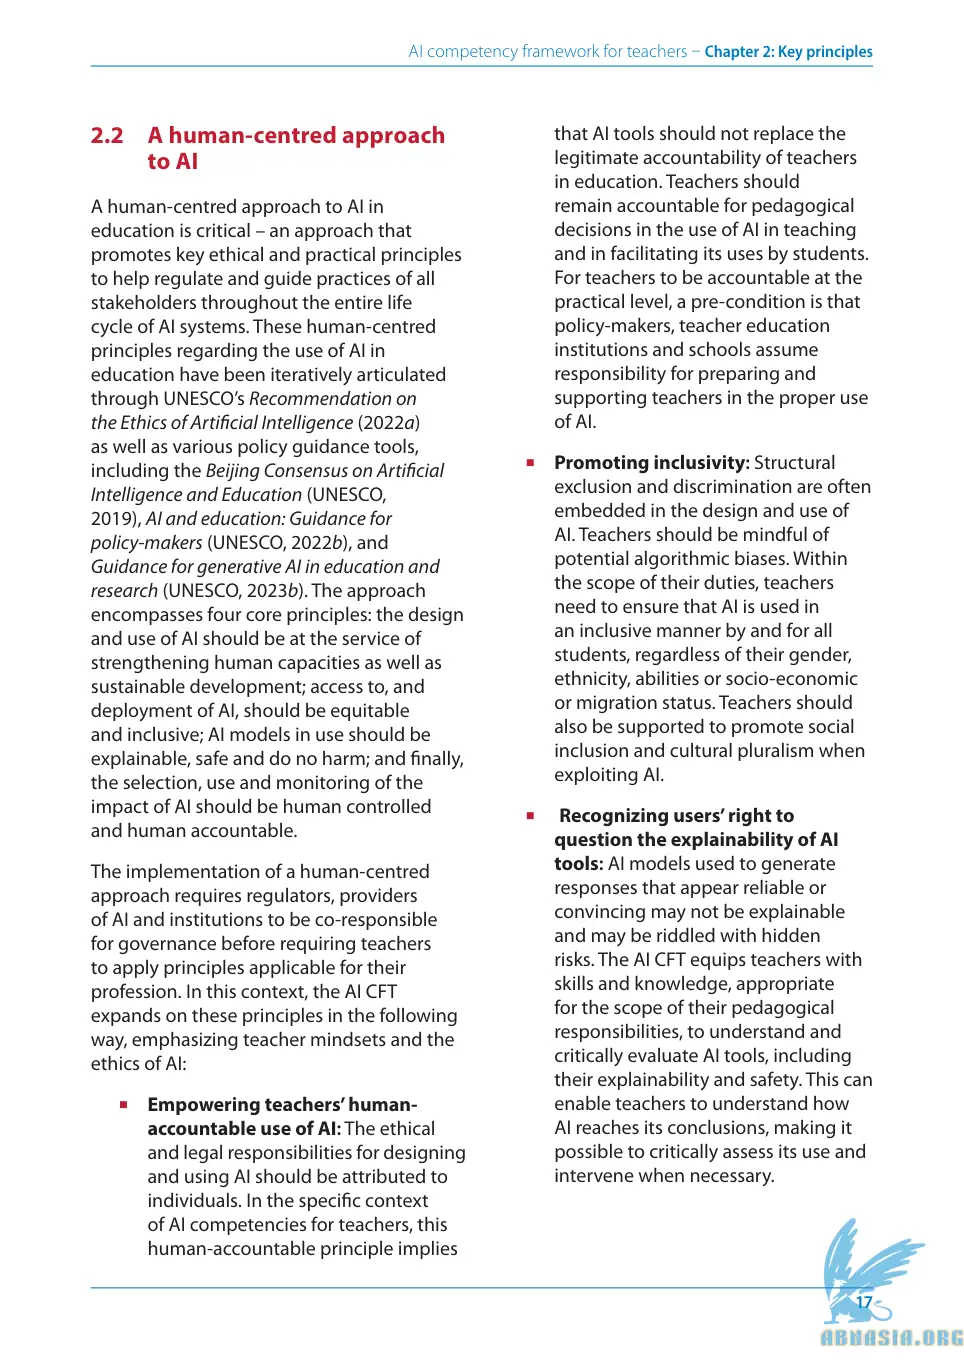 AI competency framework for teachers – Chapter 2: Key principles
2.2 A human-centred approach
to AI
A human-centred approach to AI in
education is critical – an approach that
promotes key ethical and practical principles
to help regulate and guide practices of all
stakeholders throughout the entire life
cycle of AI systems. These human-centred
principles regarding the use of AI in
education have been iteratively articulated
through UNESCO’s Recommendation on
the Ethics of Artificial Intelligence (2022a)
as well as various policy guidance tools,
including the Beijing Consensus on Artificial
Intelligence and Education (UNESCO,
2019), AI and education: Guidance for
policy-makers (UNESCO, 2022b), and
Guidance for generative AI in education and
research (UNESCO, 2023b). The approach
encompasses four core principles: the design
and use of AI should be at the service of
strengthening human capacities as well as
sustainable development; access to, and
deployment of AI, should be equitable
and inclusive; AI models in use should be
explainable, safe and do no harm; and finally,
the selection, use and monitoring of the
impact of AI should be human controlled
and human accountable.
The implementation of a human-centred
approach requires regulators, providers
of AI and institutions to be co-responsible
for governance before requiring teachers
to apply principles applicable for their
profession. In this context, the AI CFT
expands on these principles in the following
way, emphasizing teacher mindsets and the
ethics of AI:
▪ Empowering teachers’ human-
accountable use of AI: The ethical
and legal responsibilities for designing
and using AI should be attributed to
individuals. In the specific context
of AI competencies for teachers, this
human-accountable principle implies
that AI tools should not replace the
legitimate accountability of teachers
in education. Teachers should
remain accountable for pedagogical
decisions in the use of AI in teaching
and in facilitating its uses by students.
For teachers to be accountable at the
practical level, a pre-condition is that
policy-makers, teacher education
institutions and schools assume
responsibility for preparing and
supporting teachers in the proper use
of AI.
▪ Promoting inclusivity: Structural
exclusion and discrimination are often
embedded in the design and use of
AI. Teachers should be mindful of
potential algorithmic biases. Within
the scope of their duties, teachers
need to ensure that AI is used in
an inclusive manner by and for all
students, regardless of their gender,
ethnicity, abilities or socio-economic
or migration status. Teachers should
also be supported to promote social
inclusion and cultural pluralism when
exploiting AI.
▪ Recognizing users’ right to
question the explainability of AI
tools: AI models used to generate
responses that appear reliable or
convincing may not be explainable
and may be riddled with hidden
risks. The AI CFT equips teachers with
skills and knowledge, appropriate
for the scope of their pedagogical
responsibilities, to understand and
critically evaluate AI tools, including
their explainability and safety. This can
enable teachers to understand how
AI reaches its conclusions, making it
possible to critically assess its use and
intervene when necessary.
17
ABNASIA.ORG